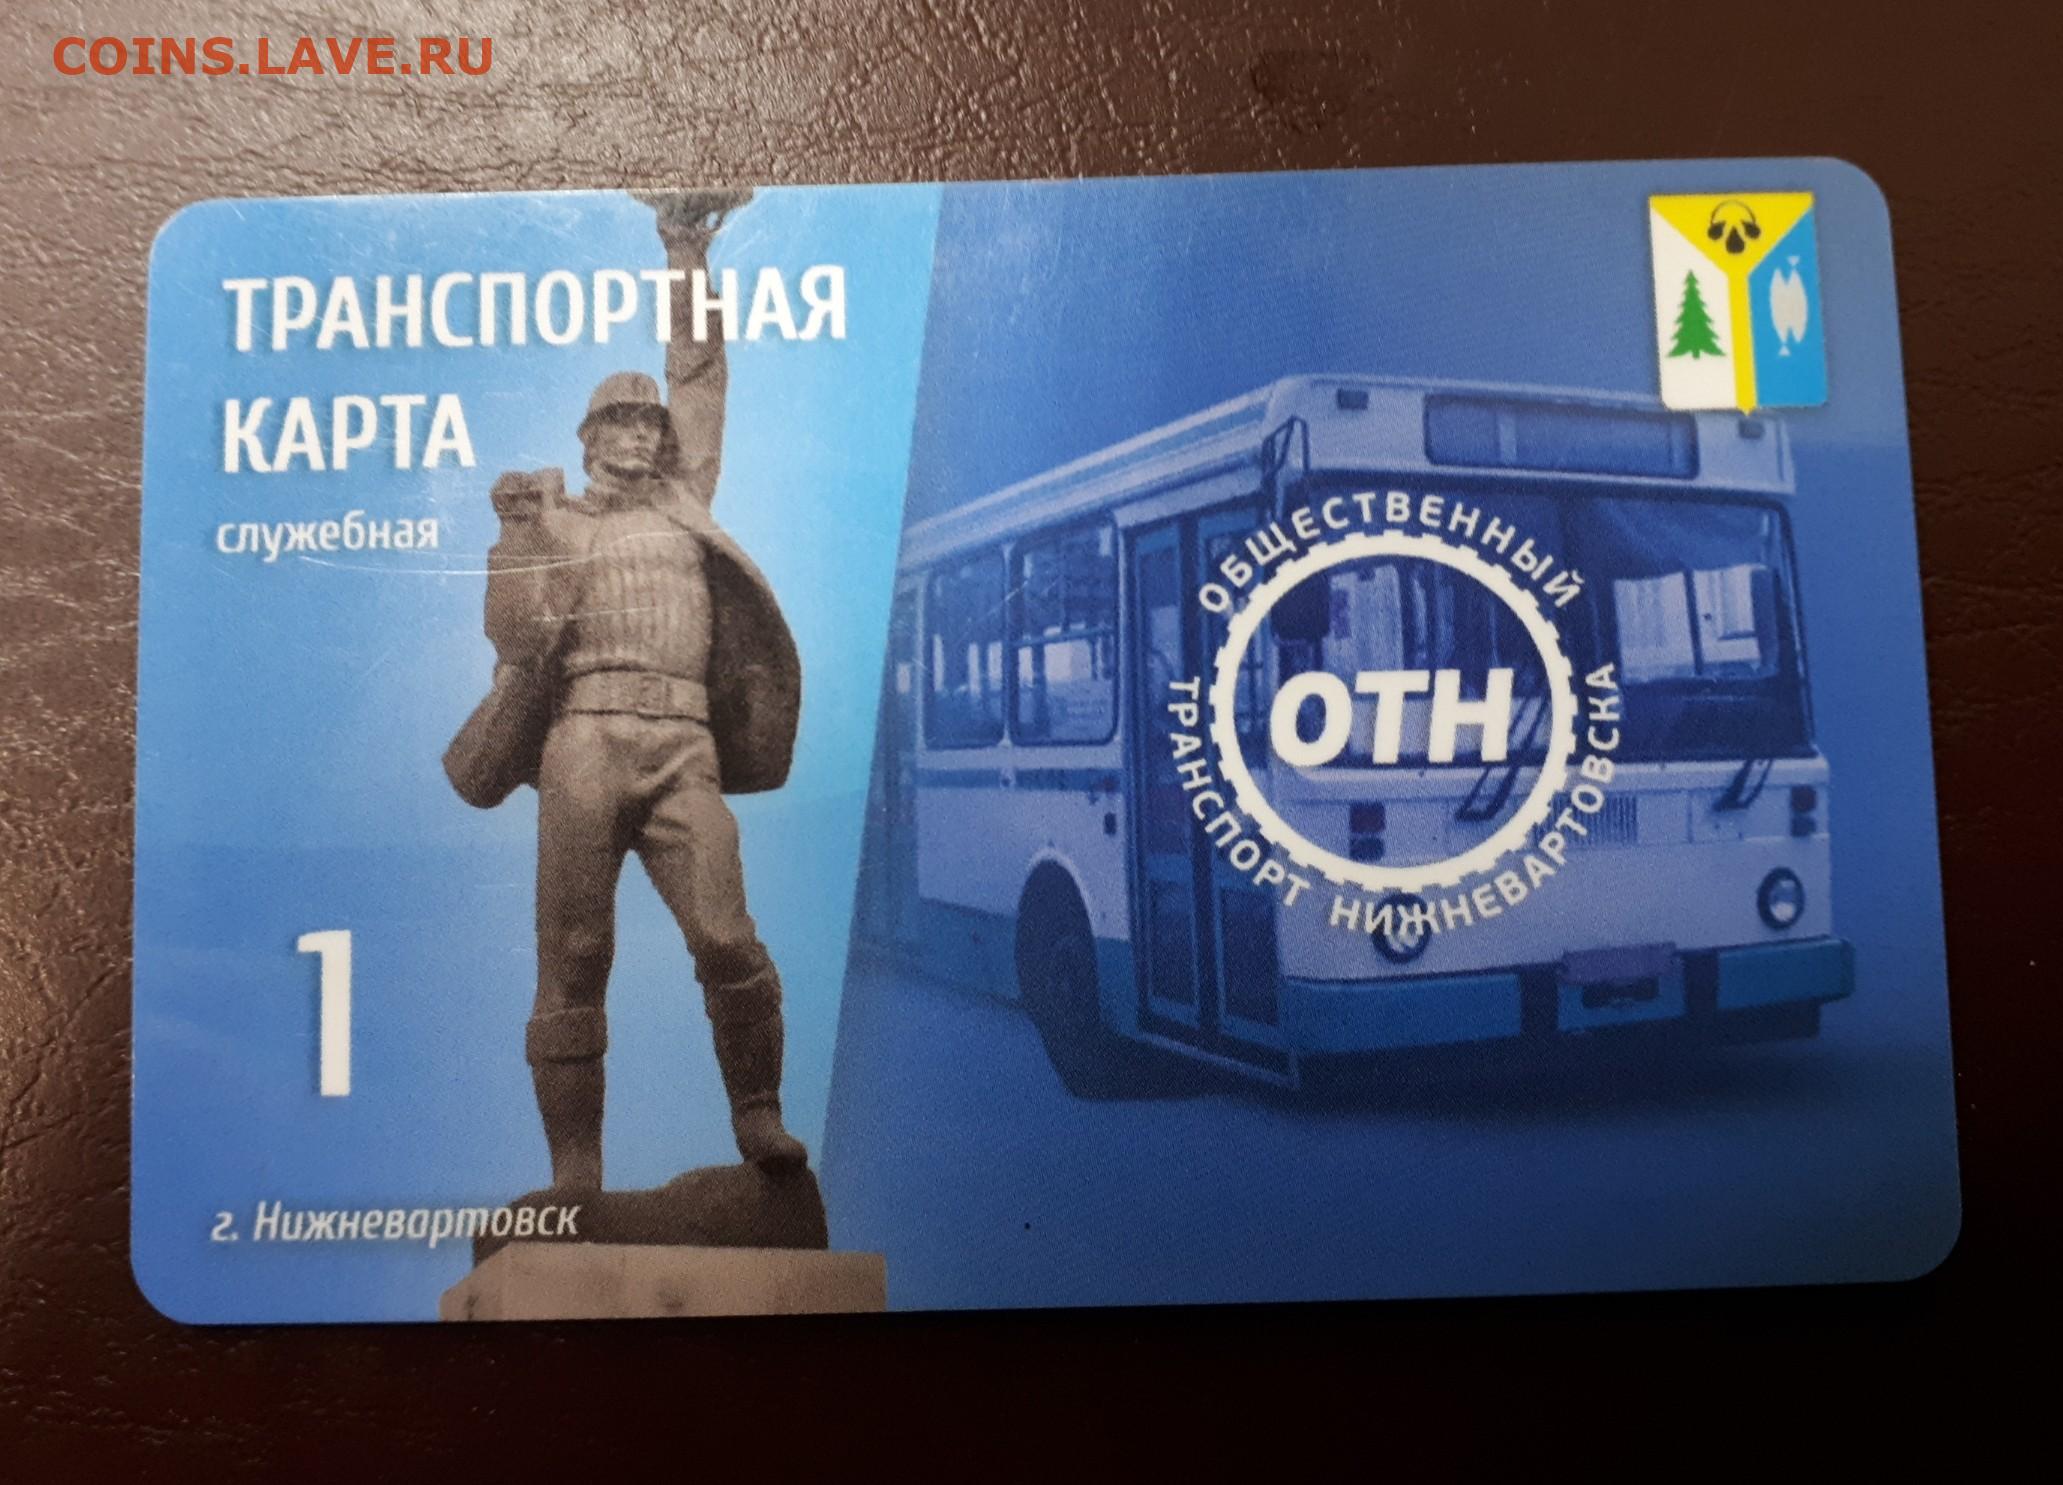 COINS.LAVE.RU
ТРАНСПОРТНАЯ
КАРТА
служебная
ОБЩЕСТВЕННЫЙ
ОТН
ТРАНСПОРТ НИЖНЕВАРТОВСКА
1
г. Нижневартовск